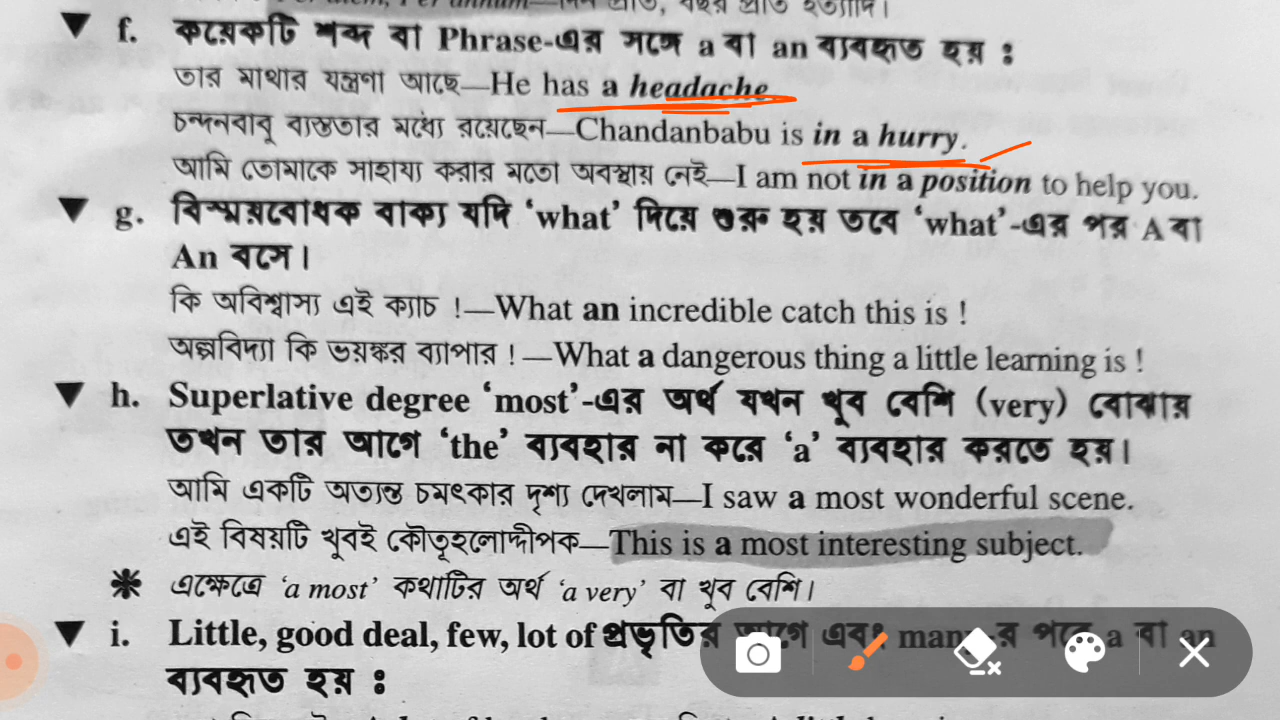 f. কয়েকটি শব্দ বা Phrase-এর সঙ্গে a বা an ব্যবহৃত হয় :
তার মাথার যন্ত্রণা আছে—He has a headache.
চন্দনবাবু ব্যস্ততার মধ্যে রয়েছেন—Chandanbabu is in a hurry.
আমি তোমাকে সাহায্য করার মতো অবস্থায় নেই—I am not in a position to help you.
g. বিস্ময়বোধক বাক্য যদি ‘what’ দিয়ে শুরু হয় তবে ‘what’-এর পর A বা
An বসে।
কি অবিশ্বাস্য এই ক্যাচ !—What an incredible catch this is !
অল্পবিদ্যা কি ভয়ঙ্কর ব্যাপার !—What a dangerous thing a little learning is !
h. Superlative degree ‘most’-এর অর্থ যখন খুব বেশি (very) বোঝায়
তখন তার আগে ‘the’ ব্যবহার না করে ‘a’ ব্যবহার করতে হয়।
আমি একটি অত্যন্ত চমৎকার দৃশ্য দেখলাম—I saw a most wonderful scene.
এই বিষয়টি খুবই কৌতূহলোদ্দীপক—This is a most interesting subject.
এক্ষেত্রে ‘a most’ কথাটির অর্থ ‘a very’ বা খুব বেশি।
i. Little, good deal, few, lot of প্রভৃতির আগে এবং many-র পরে a বা an
ব্যবহৃত হয় :